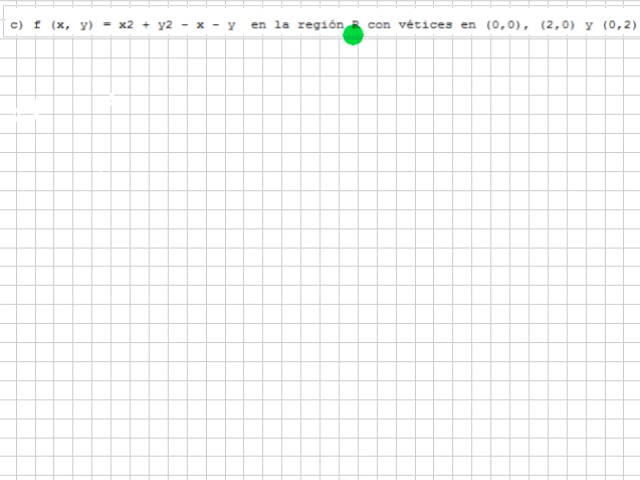 c) f (x, y) = x2 + y2 - x - y en la región R con vétices en (0,0), (2,0) y (0,2)